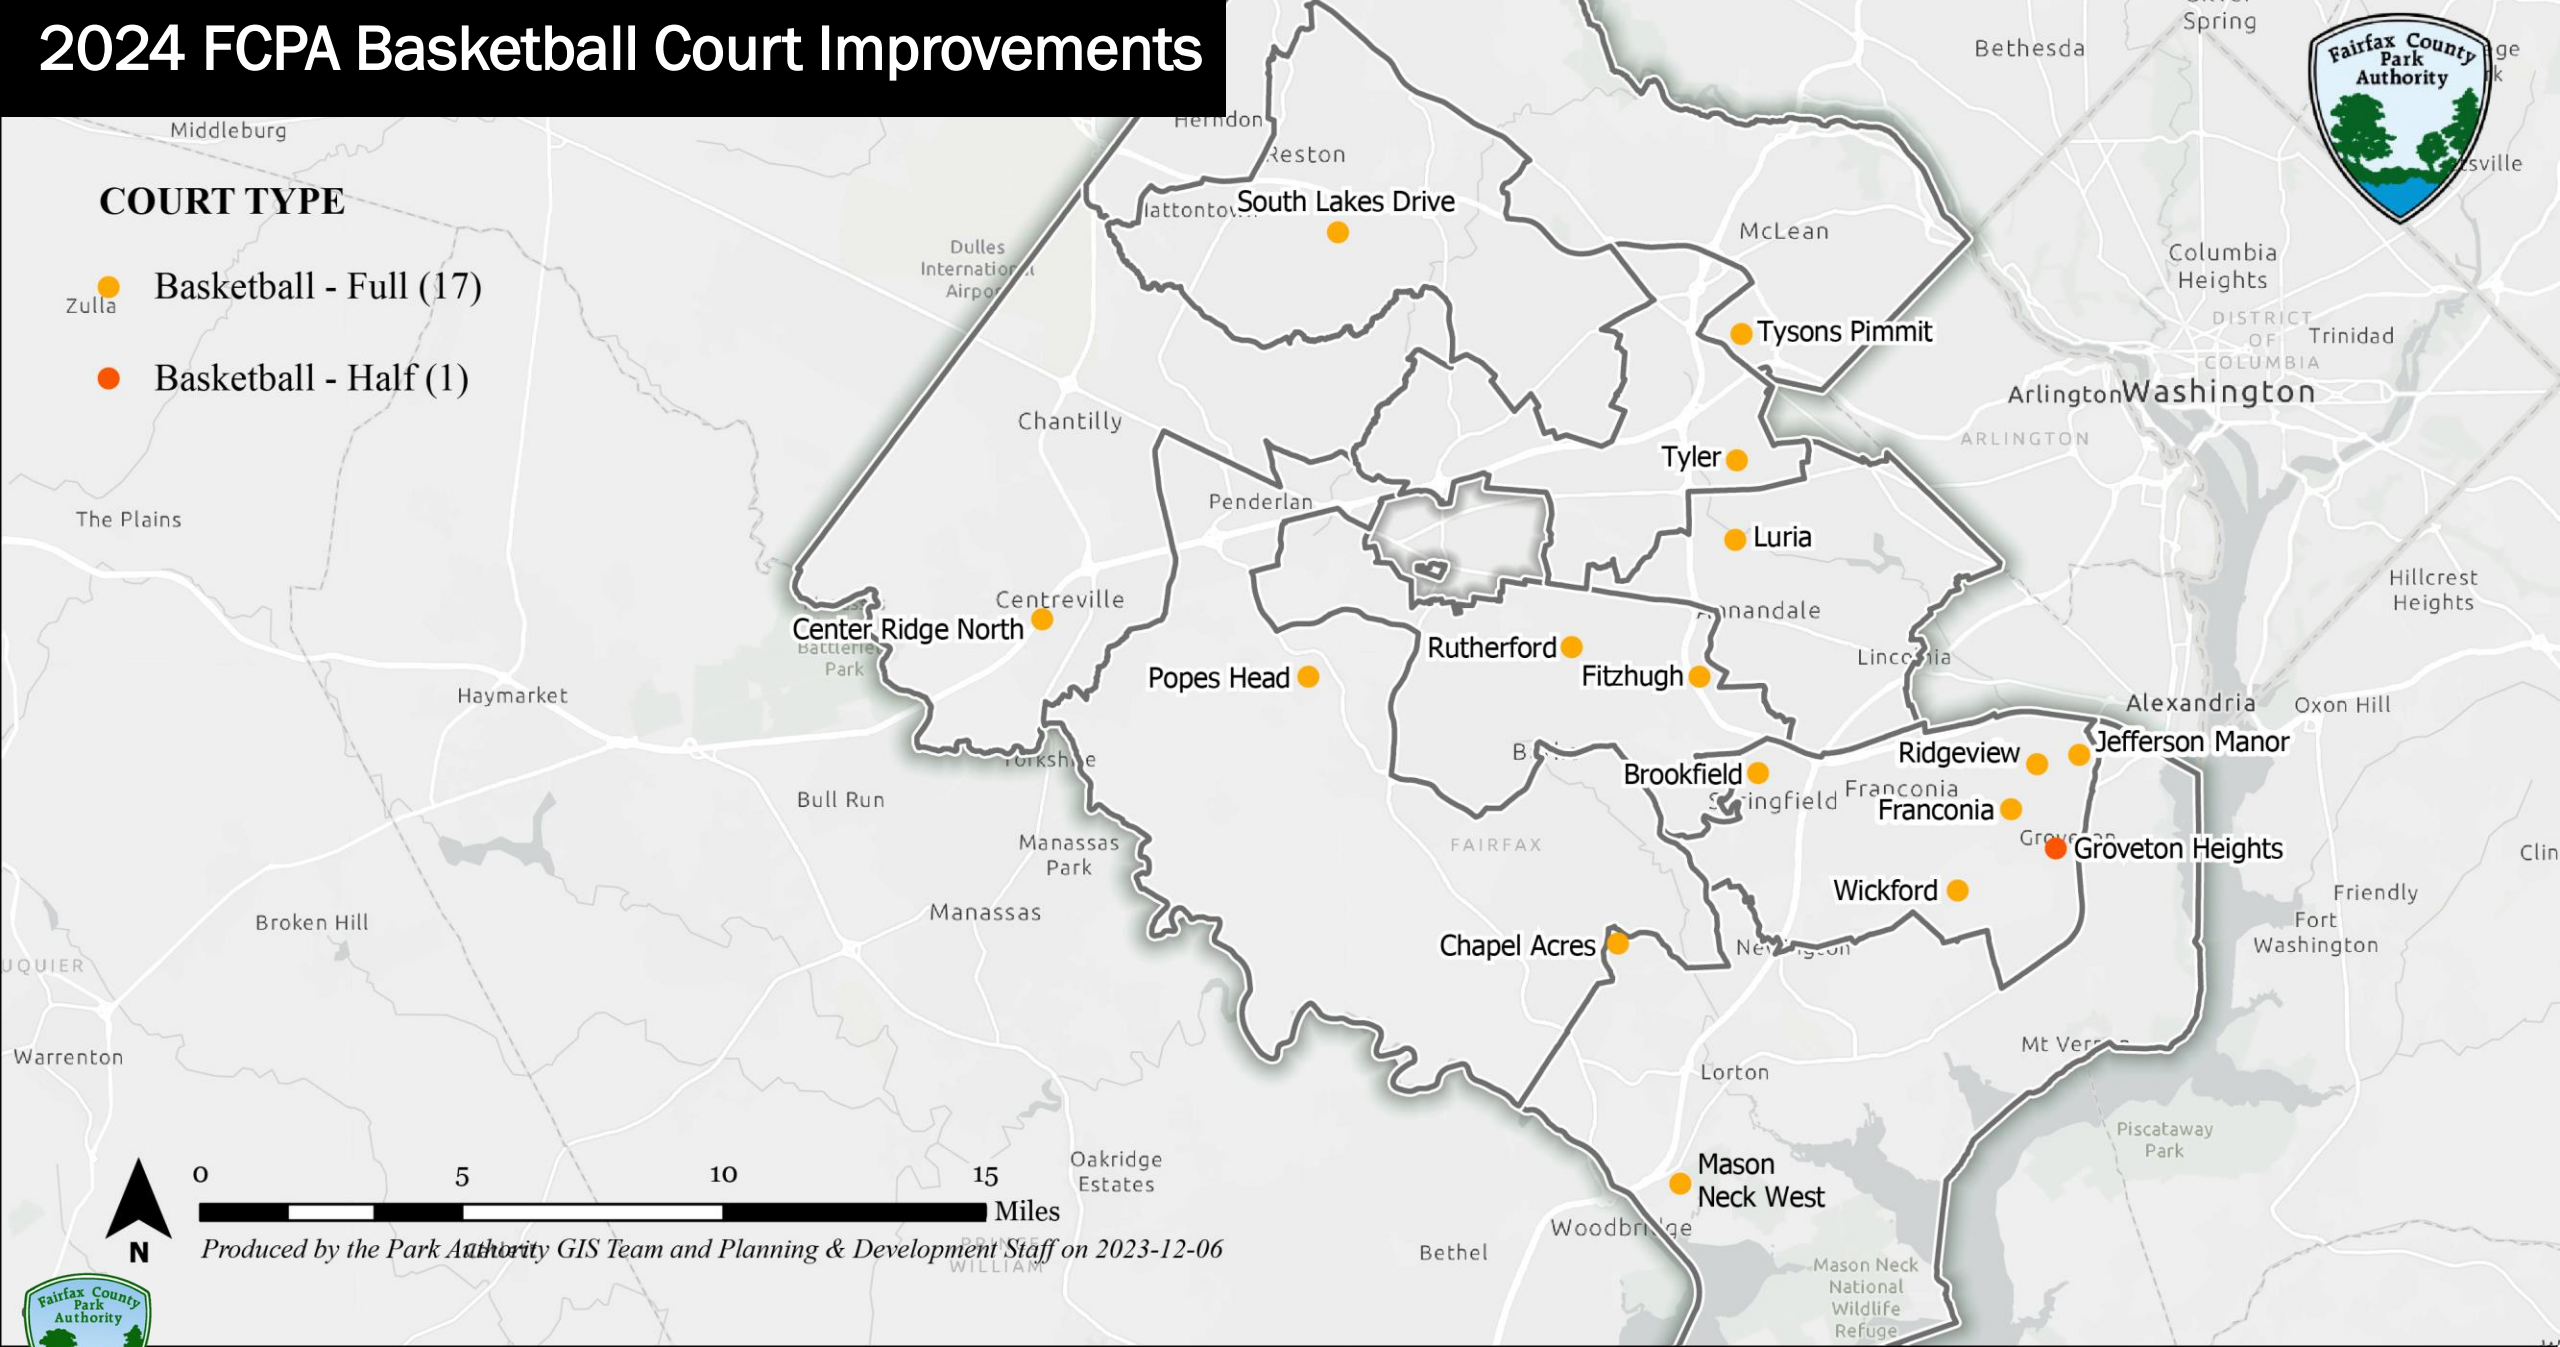 2024 FCPA Basketball Court Improvements
Spring
Bethesda
Fairfax County
Park
Authority
Middleburg
Herndon
Reston
COURT TYPE
South Lakes Drive
McLean
Dulles
Columbia
Heights
Basketball - Full (17)
Zulla
DISTRICT
OF
COLUMBIA
Trinidad
Tysons Pimmit
Basketball - Half (1)
Arlington
Washington
Chantilly
ARLINGTON
Tyler
Penderlan
The Plains
Luria
Hillcrest
Heights
Centreville
Center Ridge North
Park
Rutherford
Popes Head
Fitzhugh
Haymarket
Alexandria
Oxon Hill
Jefferson Manor
Ridgeview
Brookfield
Franconia
Franconia
Bull Run
Manassas
Park
FAIRFAX
Groveton Heights
Wickford
Friendly
Fort
Washington
Broken Hill
Manassas
Chapel Acres
UQUIER
Warrenton
Lorton
Piscataway
Park
Oakridge
Estates
Mason
Neck West
Woodbridge
Bethel
Mason Neck
National
Wildlife
Refuge
0 5 10 15
Miles
N
Produced by the Park Authority GIS Team and Planning & Development Staff on 2023-12-06
WILLIAM
Fairfax County
Park
Authority